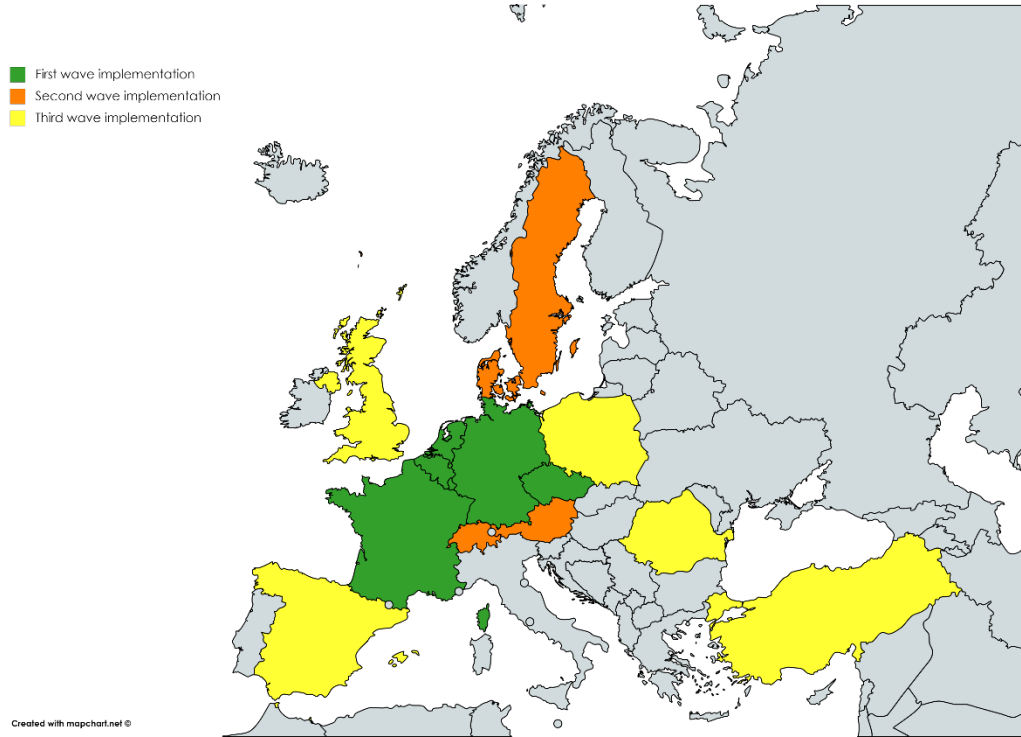 First wave implementation
Second wave implementation
Third wave implementation
Created with mapchart.net ©